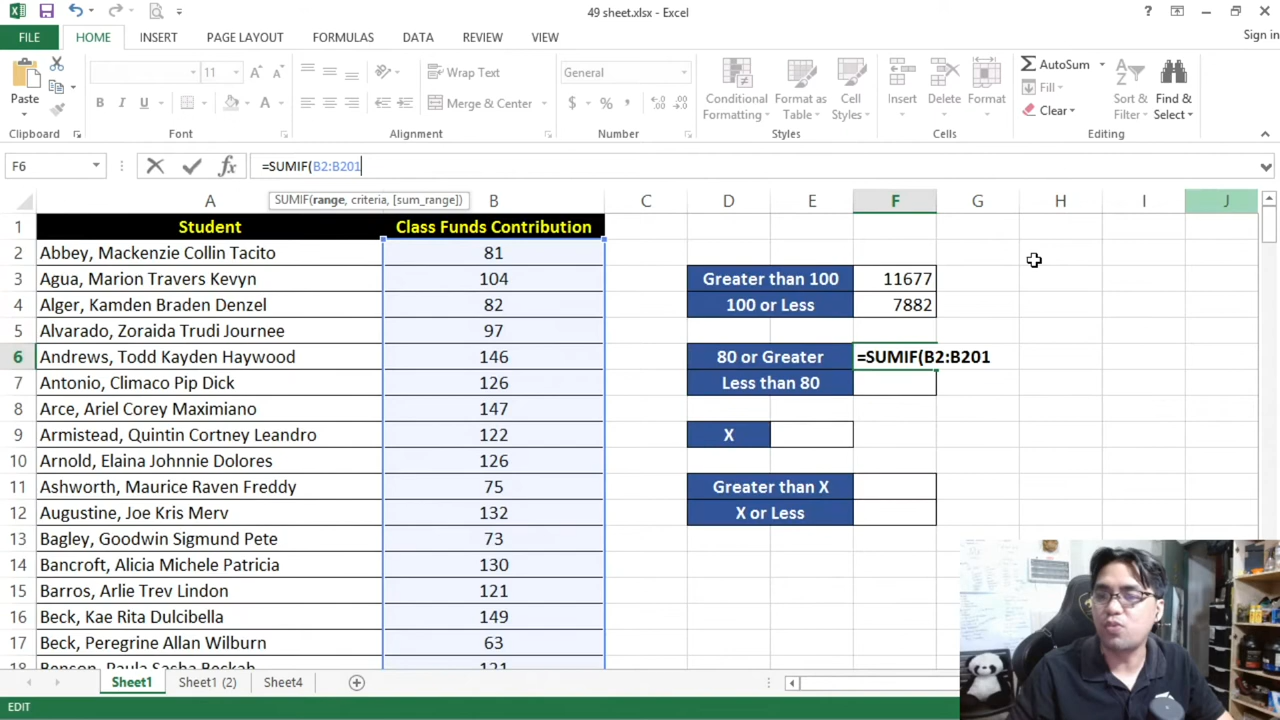 49 sheet.xlsx - Excel
Sign in
FILE HOME INSERT PAGE LAYOUT FORMULAS DATA REVIEW VIEW
Paste
11
Wrap Text
Merge & Center
General
Conditional Formatting
Format as Table
Cell Styles
Insert
Delete
Format
AutoSum
Fill
Clear
Sort & Filter
Find & Select
Clipboard Font Alignment Number Styles Cells Editing
F6 =SUMIF(B2:B201
SUMIF(range, criteria, [sum_range])
A B C D E F G H I J
1 Student Class Funds Contribution
2 Abbey, Mackenzie Collin Tacito 81
3 Agua, Marion Travers Kevyn 104 Greater than 100 11677
4 Alger, Kamden Braden Denzel 82 100 or Less 7882
5 Alvarado, Zoraida Trudi Journee 97
6 Andrews, Todd Kayden Haywood 146 80 or Greater =SUMIF(B2:B201
7 Antonio, Climaco Pip Dick 126 Less than 80
8 Arce, Ariel Corey Maximiano 147
9 Armistead, Quintin Cortney Leandro 122 X
10 Arnold, Elaina Johnnie Dolores 126
11 Ashworth, Maurice Raven Freddy 75 Greater than X
12 Augustine, Joe Kris Merv 132 X or Less
13 Bagley, Goodwin Sigmund Pete 73
14 Bancroft, Alicia Michele Patricia 130
15 Barros, Arlie Trev Lindon 121
16 Beck, Kae Rita Dulcibella 149
17 Beck, Peregrine Allan Wilburn 63
18 Benson, Paula Sasha Beckah 131
Sheet1 Sheet1 (2) Sheet4
EDIT